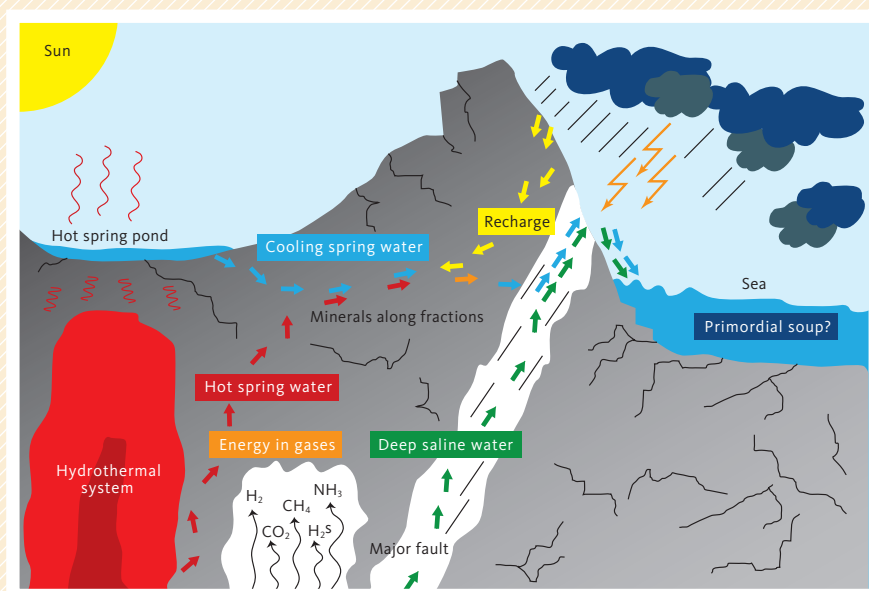 Sun
Hot spring pond
Cooling spring water
Recharge
Sea
Primordial soup?
Minerals along fractions
Hot spring water
Energy in gases
Deep saline water
Hydrothermal
system
H₂
CH₄
NH₃
CO₂
H₂S
Major fault